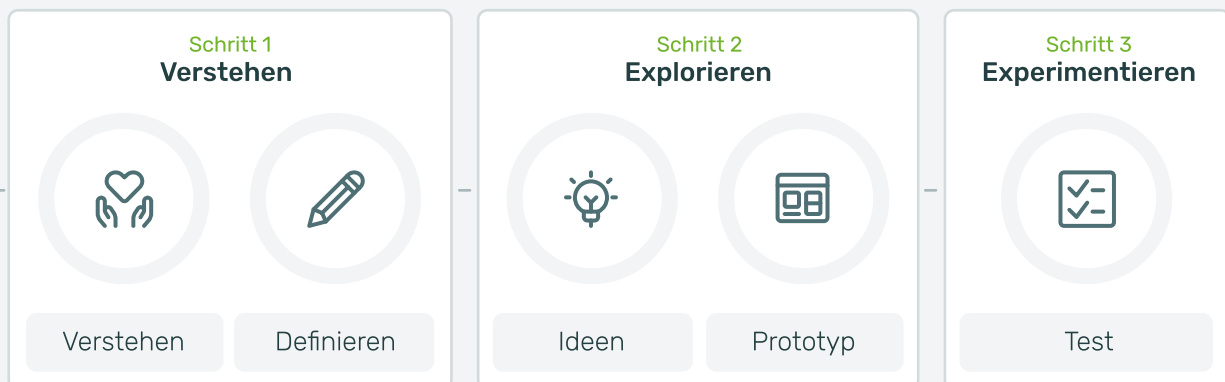 Schritt 1
Verstehen
Verstehen
Definieren
Schritt 2
Explorieren
Ideen
Prototyp
Schritt 3
Experimentieren
Test